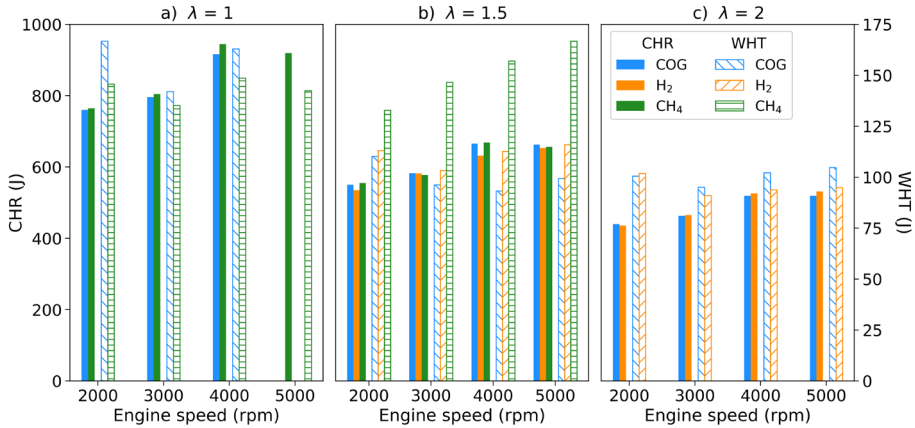 a) λ = 1
b) λ = 1.5
c) λ = 2
CHR (J)
1000
800
600
400
200
0
2000 3000 4000 5000
Engine speed (rpm)
2000 3000 4000 5000
Engine speed (rpm)
2000 3000 4000 5000
Engine speed (rpm)
CHR WHT
COG COG
H₂ H₂
CH₄ CH₄
175
150
125
100
75
50
25
0
WHT (J)